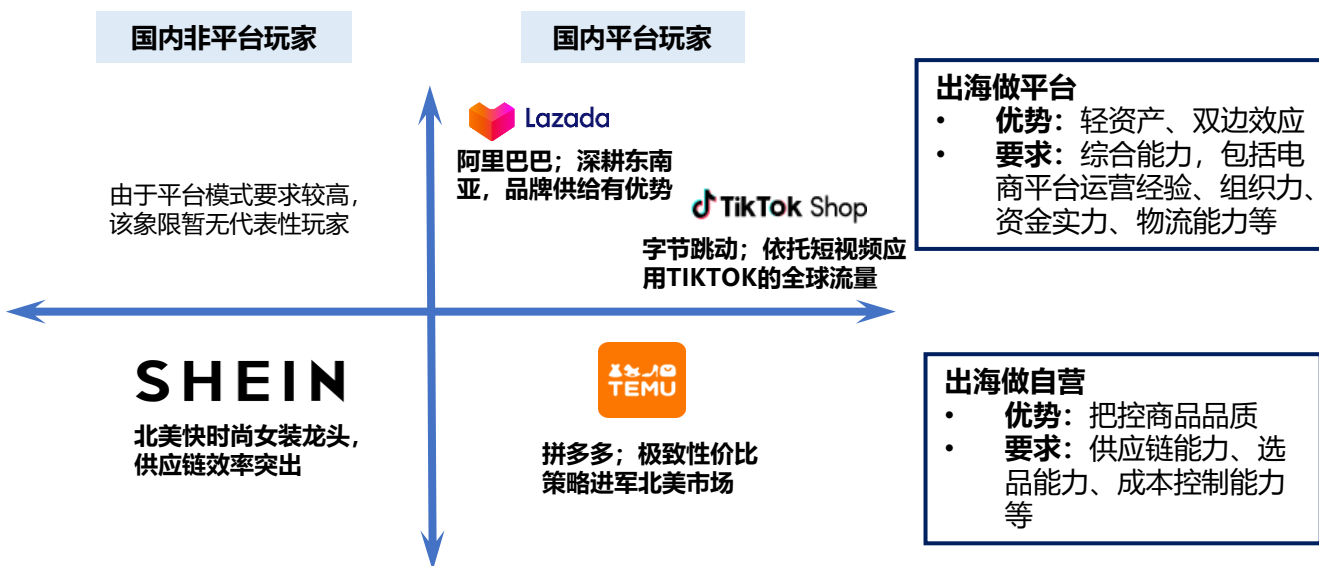 国内非平台玩家
国内平台玩家
Lazada
阿里巴巴；深耕东南
亚，品牌供给有优势
由于平台模式要求较高，
该象限暂无代表性玩家
TikTok Shop
字节跳动；依托短视频应
用TIKTOK的全球流量
出海做平台
• 优势：轻资产、双边效应
• 要求：综合能力，包括电
商平台运营经验、组织力、
资金实力、物流能力等
SHEIN
北美快时尚女装龙头，
供应链效率突出
TEMU
拼多多；极致性价比
策略进军北美市场
出海做自营
• 优势：把控商品品质
• 要求：供应链能力、选
品能力、成本控制能力
等